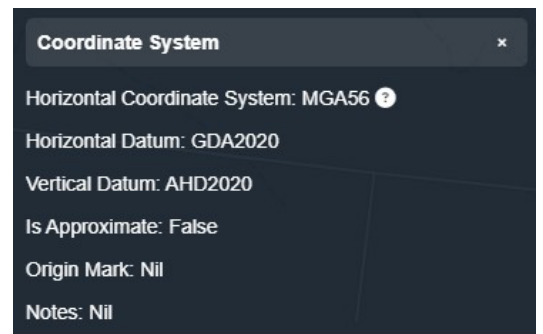 Coordinate System ×
Horizontal Coordinate System: MGA56 ?
Horizontal Datum: GDA2020
Vertical Datum: AHD2020
Is Approximate: False
Origin Mark: Nil
Notes: Nil